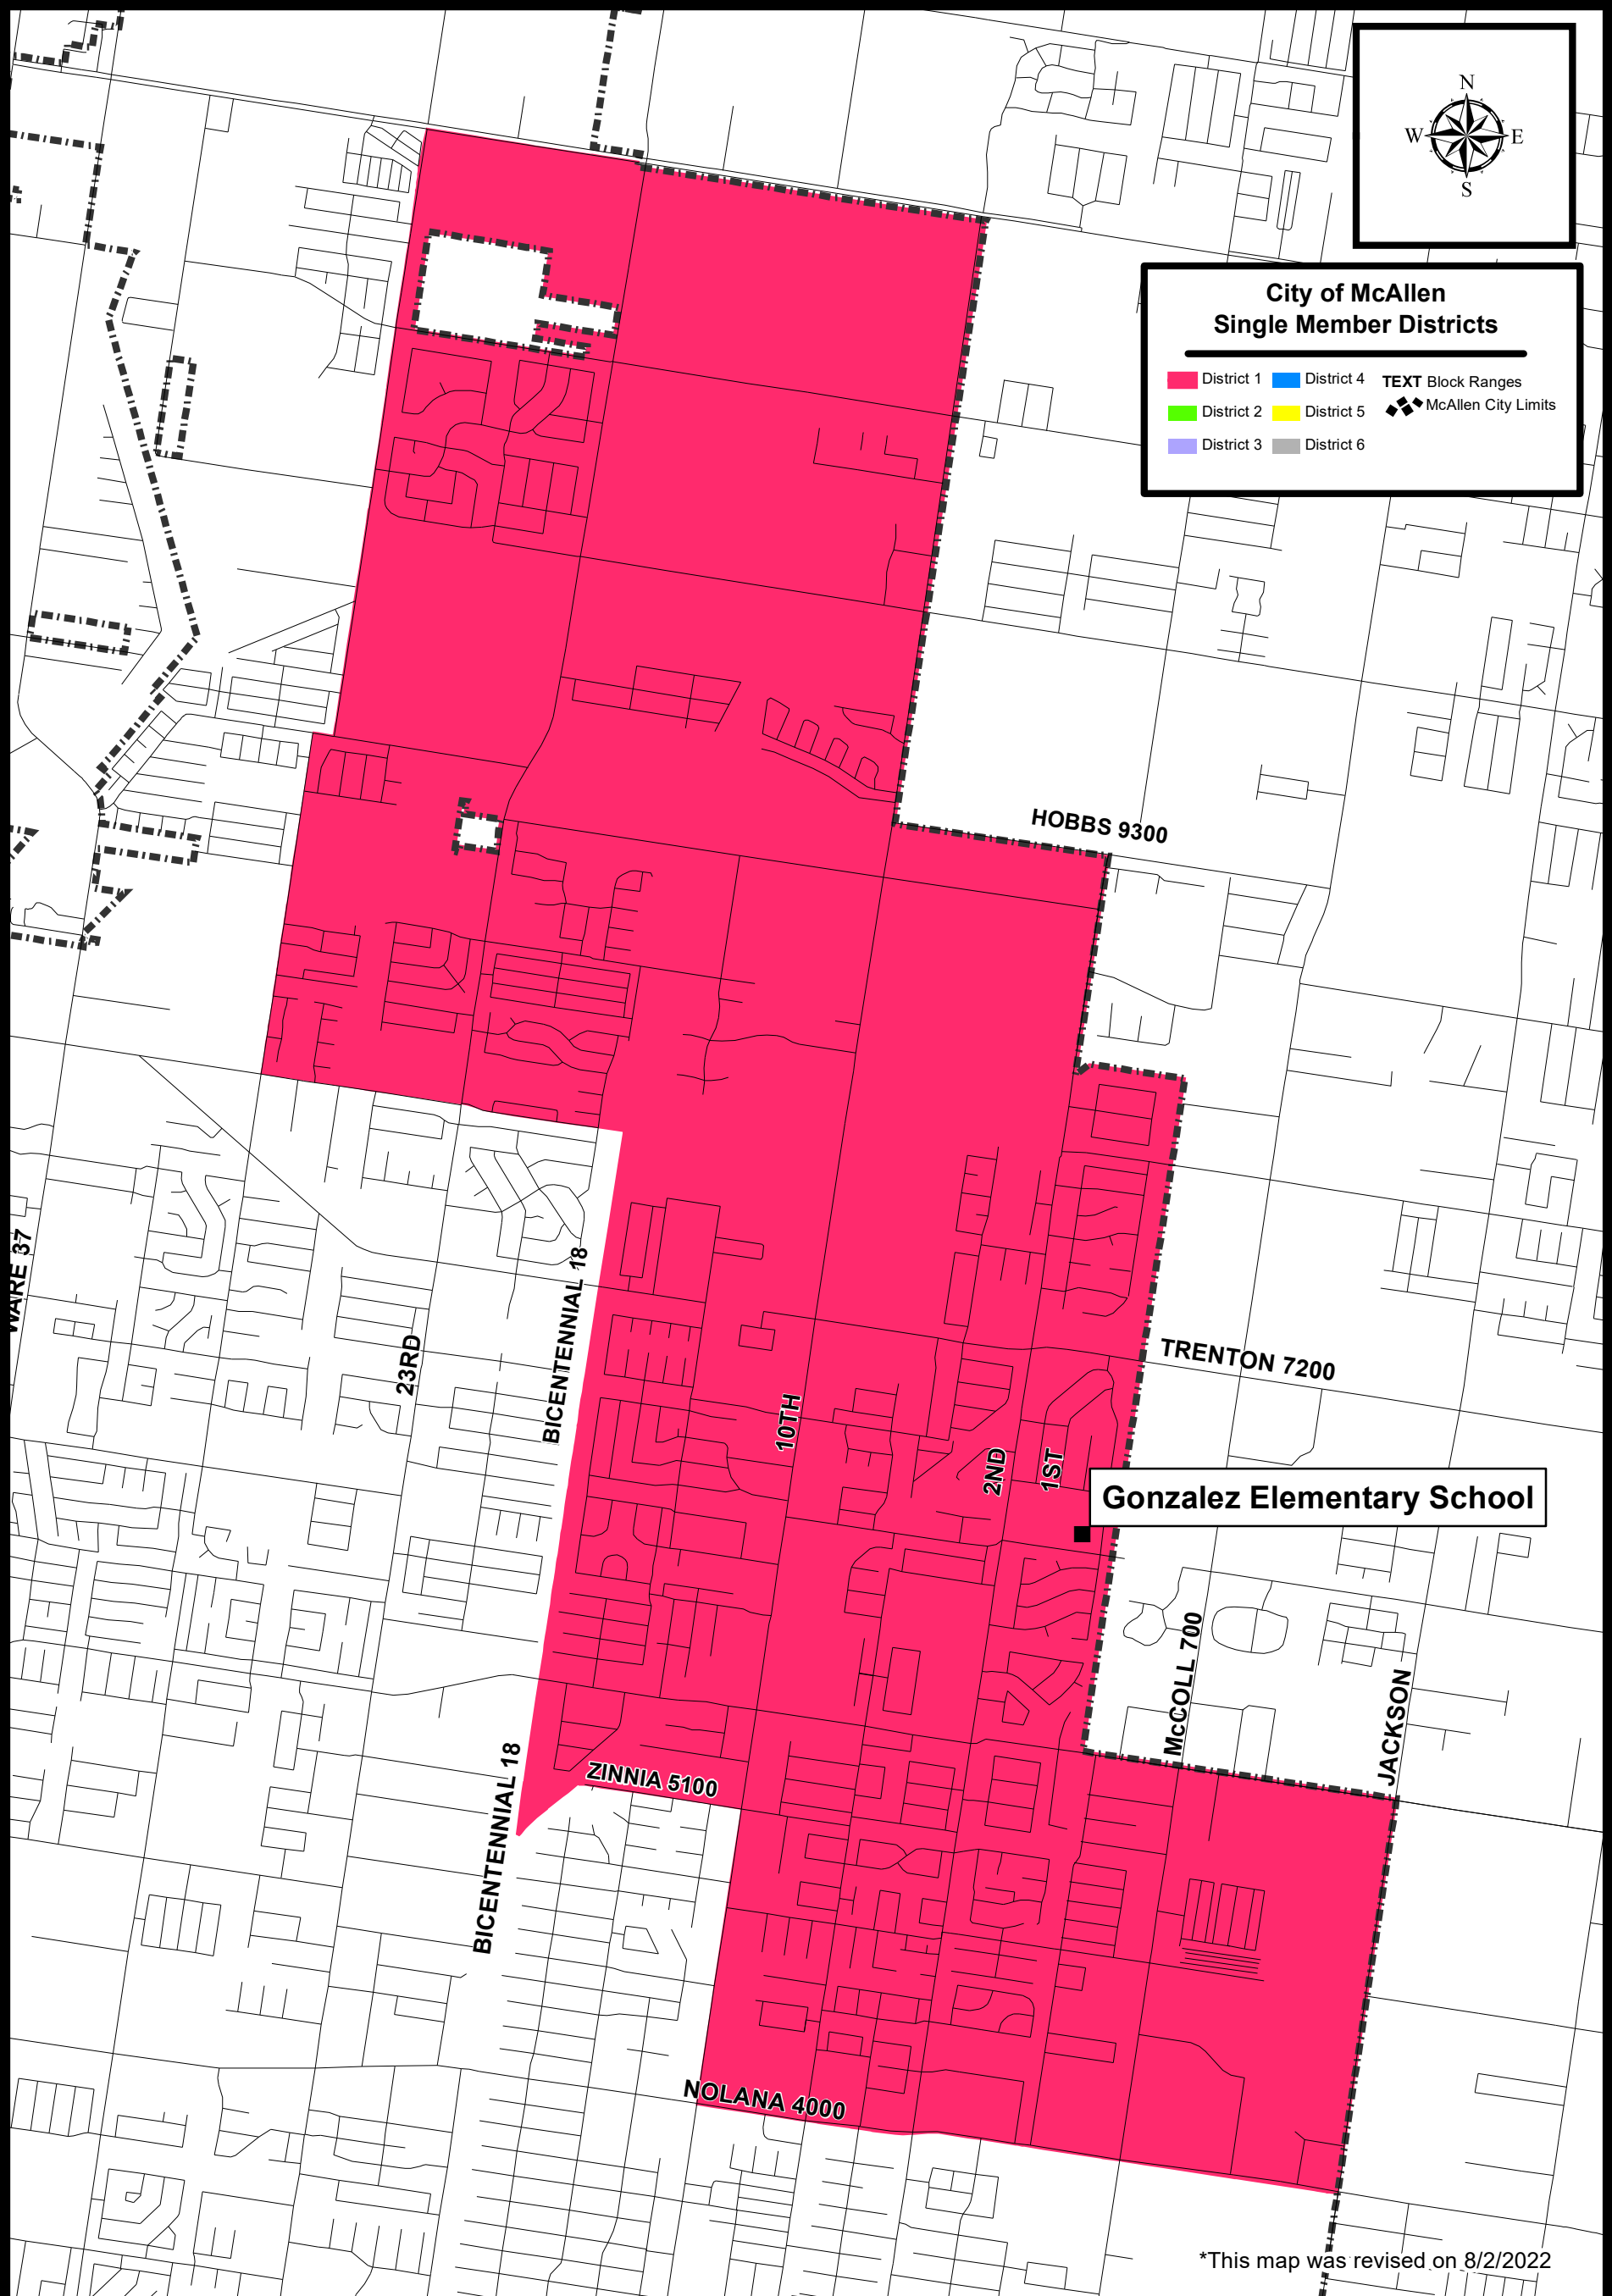 N
W E
S
City of McAllen
Single Member Districts
District 1
District 4
TEXT Block Ranges
District 2
District 5
McAllen City Limits
District 3
District 6
HOBBS 9300
WARE 37
23RD
BICENTENNIAL 18
10TH
TRENTON 7200
2ND
1ST
Gonzalez Elementary School
McCOLL 700
JACKSON
BICENTENNIAL 18
ZINNIA 5100
NOLANA 4000
*This map was revised on 8/2/2022